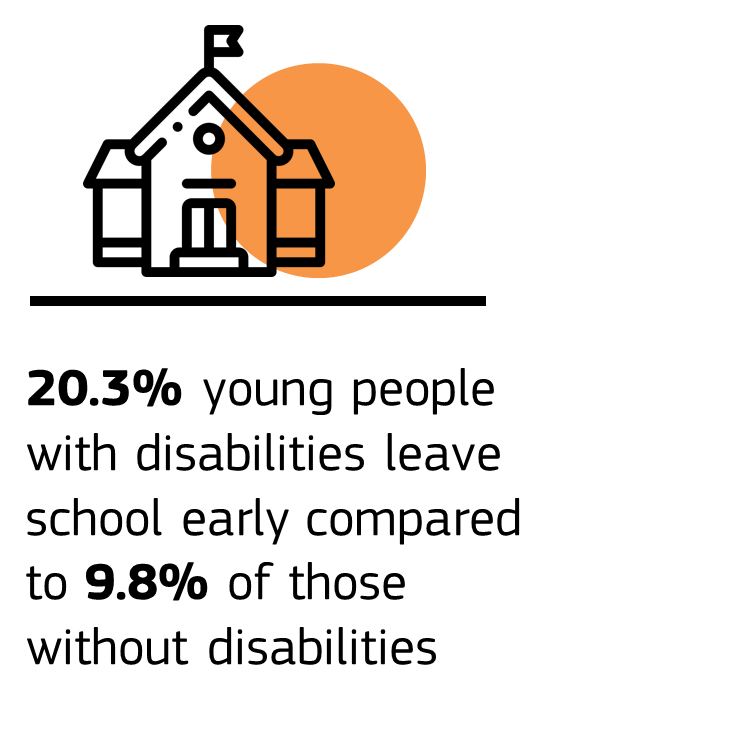 20.3% young people
with disabilities leave
school early compared
to 9.8% of those
without disabilities